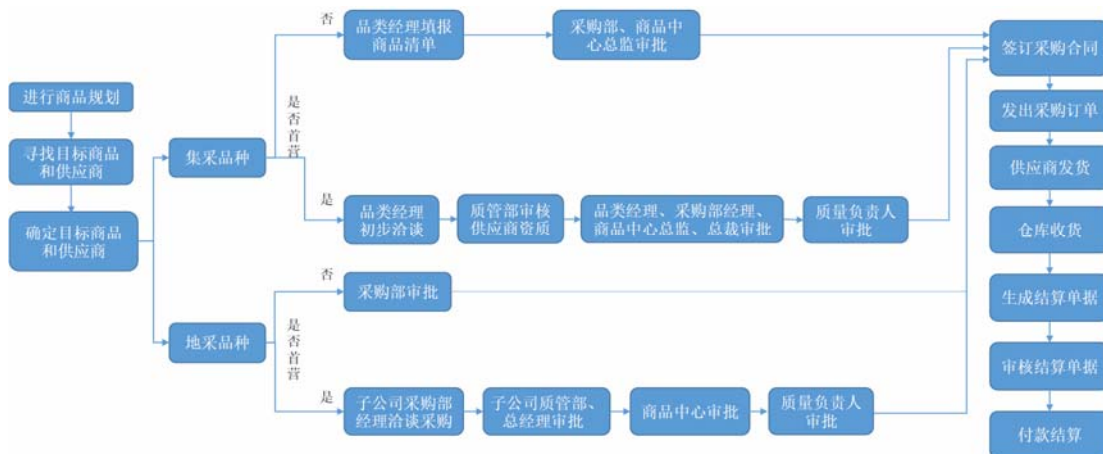 进行商品规划
寻找目标商品
和供应商
确定目标商品
和供应商
集采品种
是否首营
否
品类经理填报
商品清单
采购部、商品中
心总监审批
是
品类经理
初步洽谈
质管部审核
供应商资质
品类经理、采购部经理、
商品中心总监、总裁审批
质量负责人
审批
地采品种
是否首营
否
采购部审批
是
子公司采购部
经理洽谈采购
子公司质管部、
总经理审批
商品中心审批
质量负责人
审批
签订采购合同
发出采购订单
供应商发货
仓库收货
生成结算单据
审核结算单据
付款结算